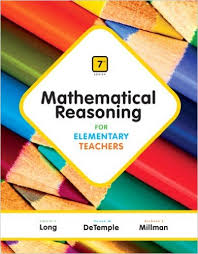 7
Mathematical
Reasoning
FOR
ELEMENTARY
TEACHERS
Long
DeTemple
Millman